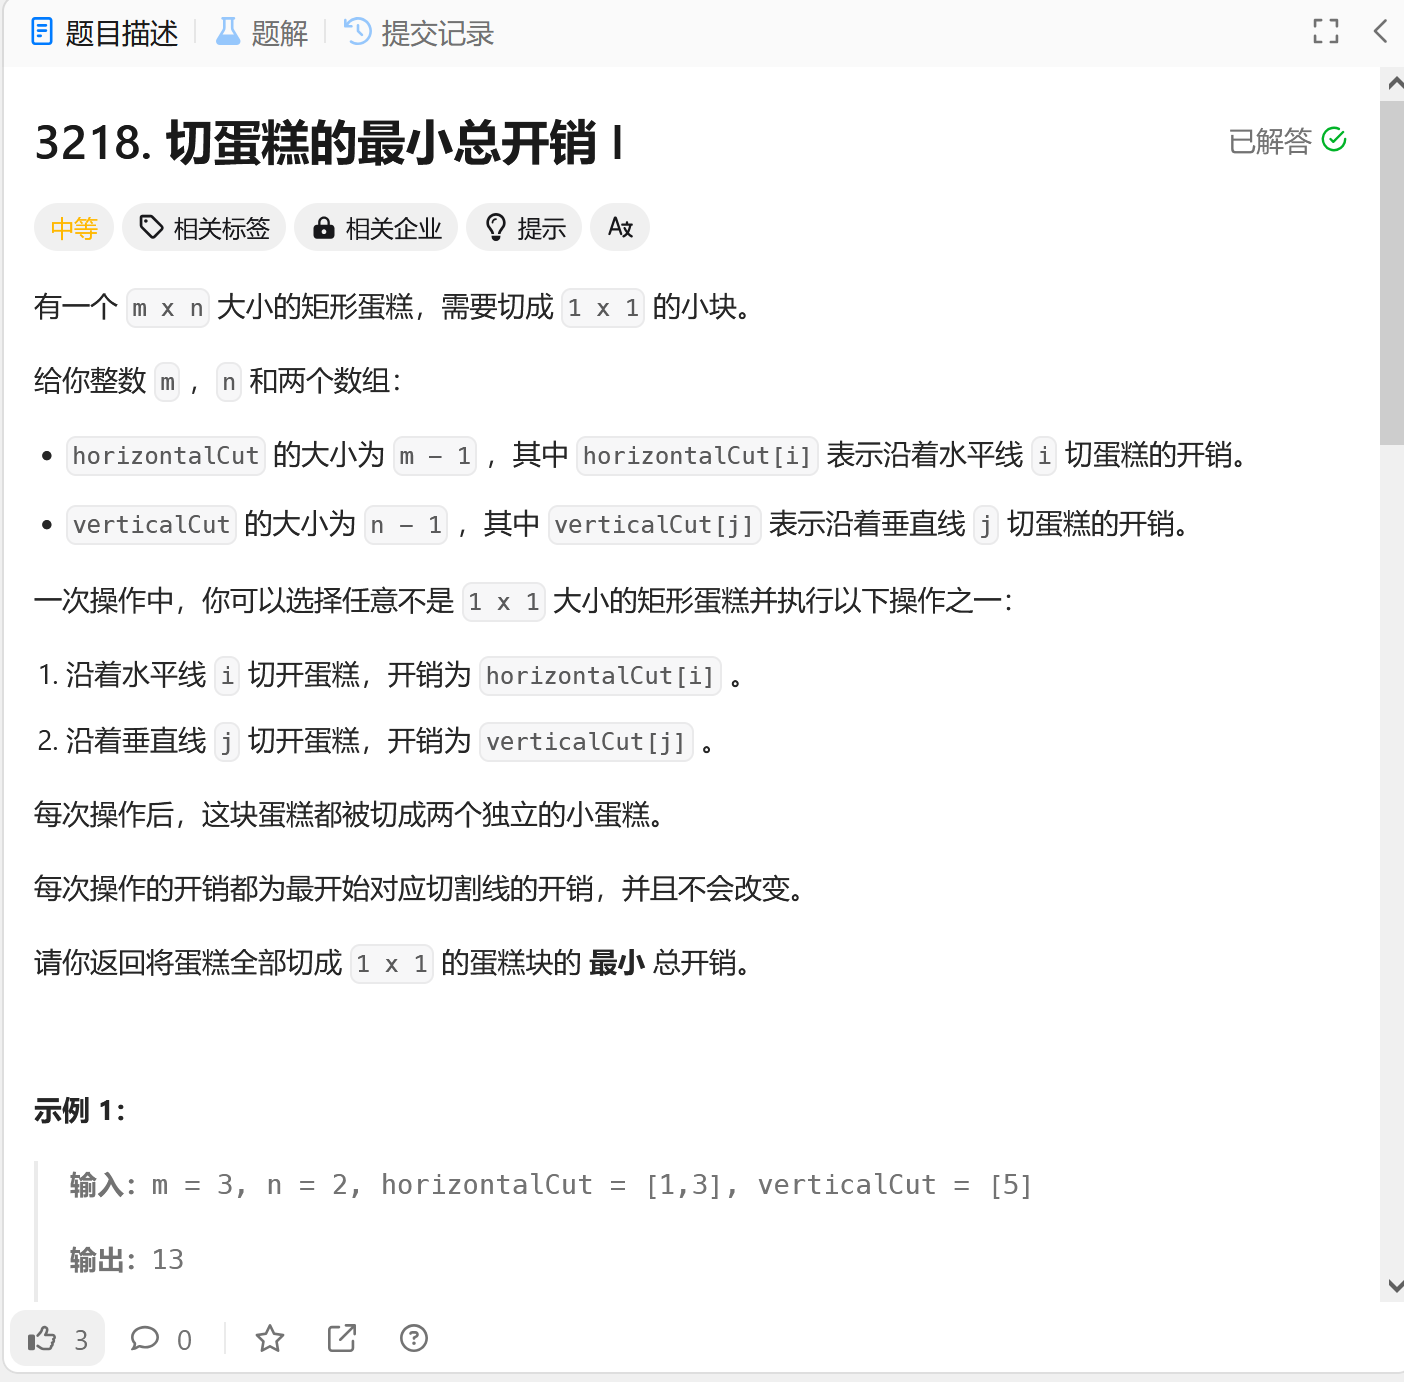 题目描述 题解 提交记录
3218. 切蛋糕的最小总开销 I
已解答
中等 相关标签 相关企业 提示 Aあ
有一个 m x n 大小的矩形蛋糕，需要切成 1 x 1 的小块。
给你整数 m ，n 和两个数组：
• horizontalCut 的大小为 m - 1 ，其中 horizontalCut[i] 表示沿着水平线 i 切蛋糕的开销。
• verticalCut 的大小为 n - 1 ，其中 verticalCut[j] 表示沿着垂直线 j 切蛋糕的开销。
一次操作中，你可以选择任意不是 1 x 1 大小的矩形蛋糕并执行以下操作之一：
1. 沿着水平线 i 切开蛋糕，开销为 horizontalCut[i] 。
2. 沿着垂直线 j 切开蛋糕，开销为 verticalCut[j] 。
每次操作后，这块蛋糕都被切成两个独立的小蛋糕。
每次操作的开销都为最开始对应切割线的开销，并且不会改变。
请你返回将蛋糕全部切成 1 x 1 的蛋糕块的 最小 总开销。
示例 1：
输入：m = 3, n = 2, horizontalCut = [1,3], verticalCut = [5]
输出：13
3 0